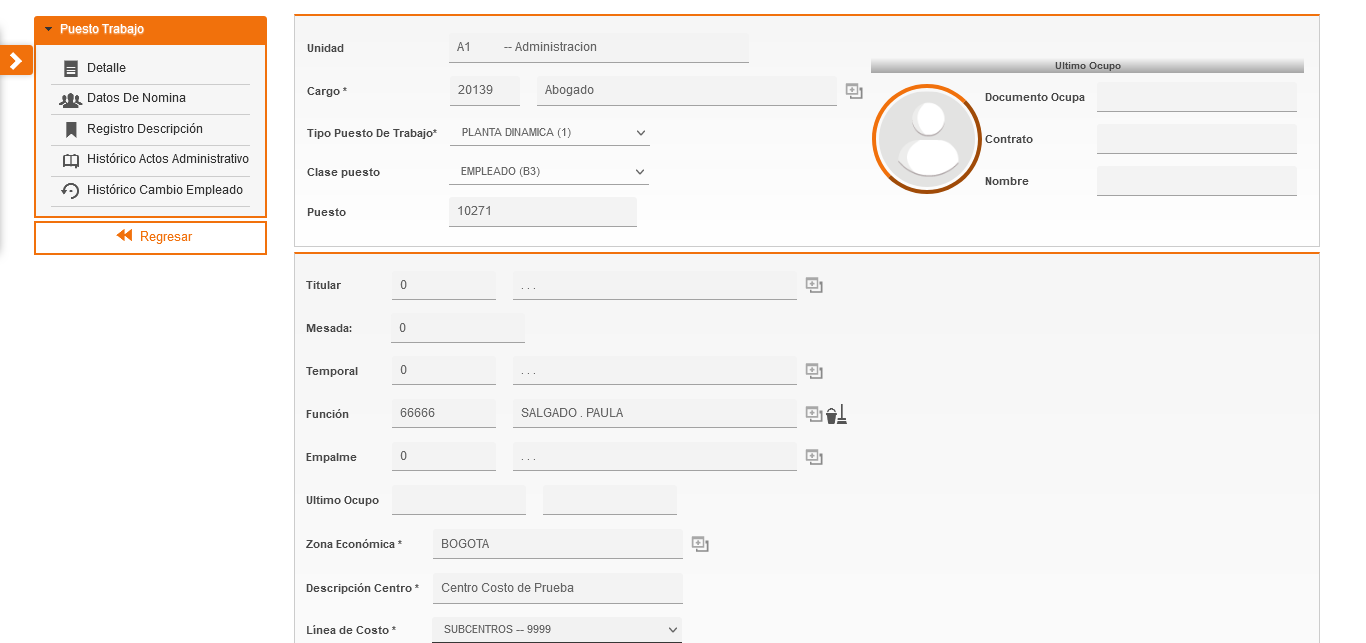 Puesto Trabajo
Detalle
Datos De Nomina
Registro Descripción
Histórico Actos Administrativo
Histórico Cambio Empleado
Regresar
Unidad A1 -- Administracion
Cargo * 20139 Abogado
Tipo Puesto De Trabajo* PLANTA DINAMICA (1)
Clase puesto EMPLEADO (B3)
Puesto 10271
Ultimo Ocupo
Documento Ocupa
Contrato
Nombre
Titular 0 . . .
Mesada: 0
Temporal 0 . . .
Función 66666 SALGADO . PAULA
Empalme 0 . . .
Ultimo Ocupo
Zona Económica * BOGOTA
Descripción Centro * Centro Costo de Prueba
Línea de Costo * SUBCENTROS -- 9999